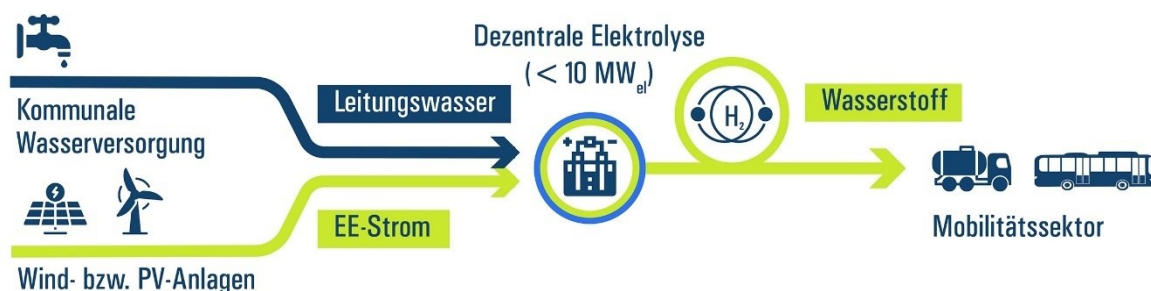 Kommunale
Wasserversorgung
Wind- bzw. PV-Anlagen
Leitungswasser
EE-Strom
Dezentrale Elektrolyse
(< 10 MWel)
+ -
H2
Wasserstoff
Mobilitätssektor